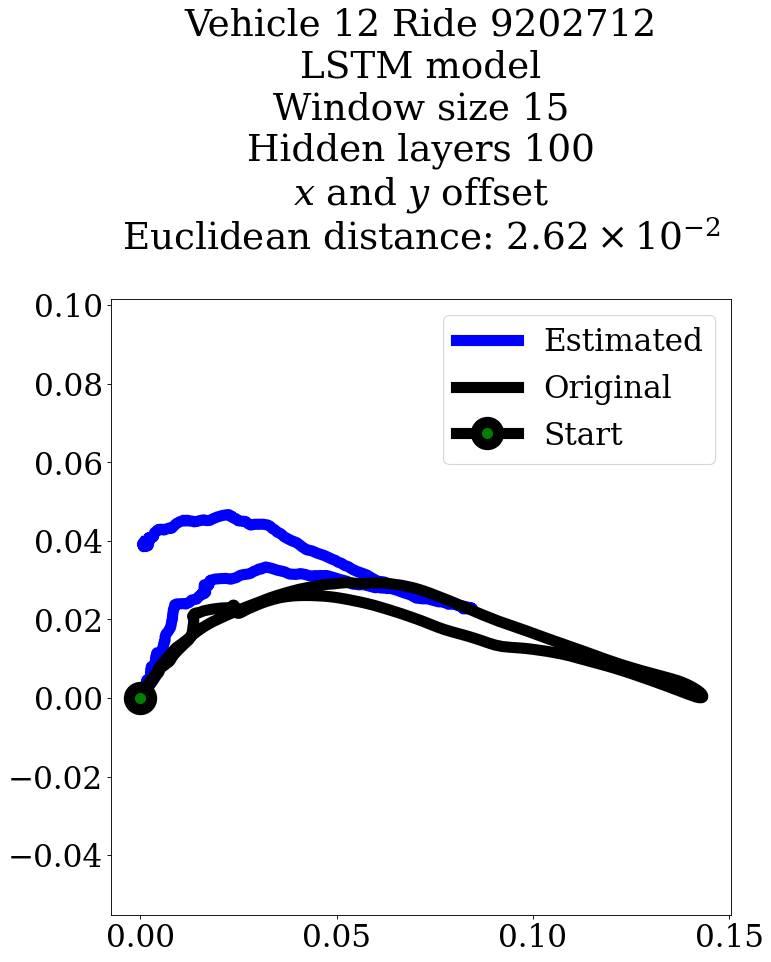 Vehicle 12 Ride 9202712
LSTM model
Window size 15
Hidden layers 100
x and y offset
Euclidean distance: 2.62 × 10⁻²
Estimated
Original
Start
0.10
0.08
0.06
0.04
0.02
0.00
−0.02
−0.04
0.00 0.05 0.10 0.15